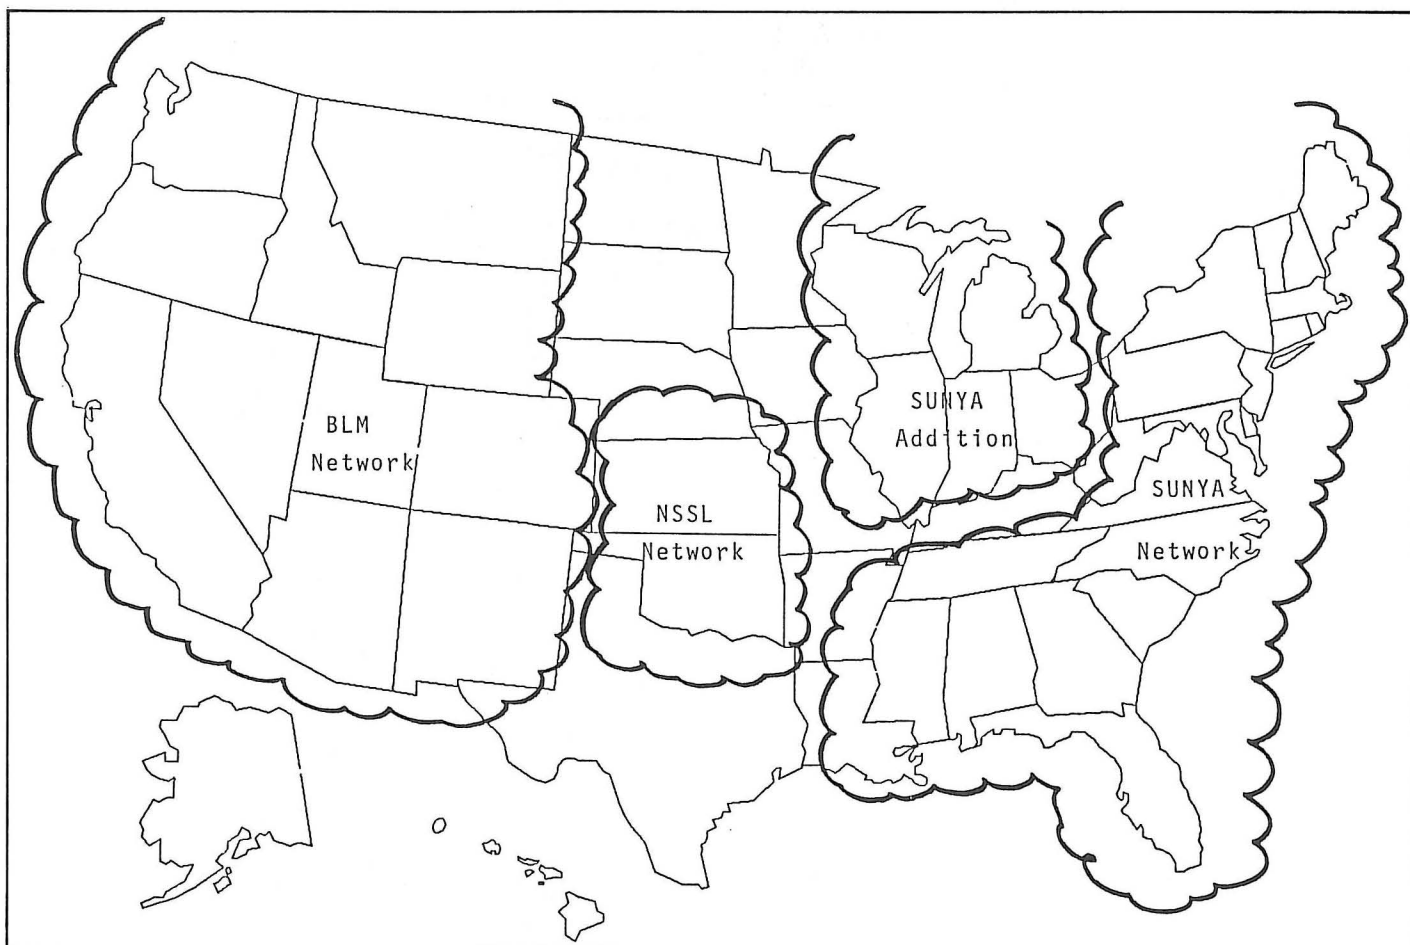 BLM
Network
NSSL
Network
SUNYA
Addition
SUNYA
Network